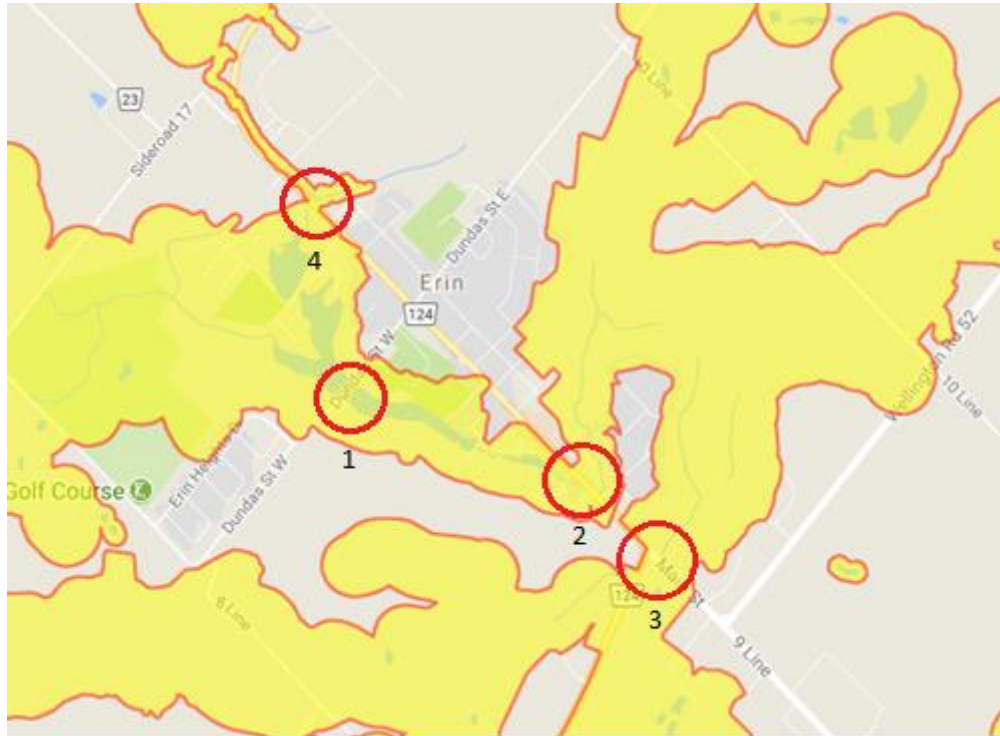 10 Line
23
Sideroad 17
Dundas St E
4
Erin
124
Dundas St W
Wellington Rd 52
10 Line
1
Erin Heights Dr
Golf Course
Dundas St W
2
Main St
124
3
8 Line
9 Line